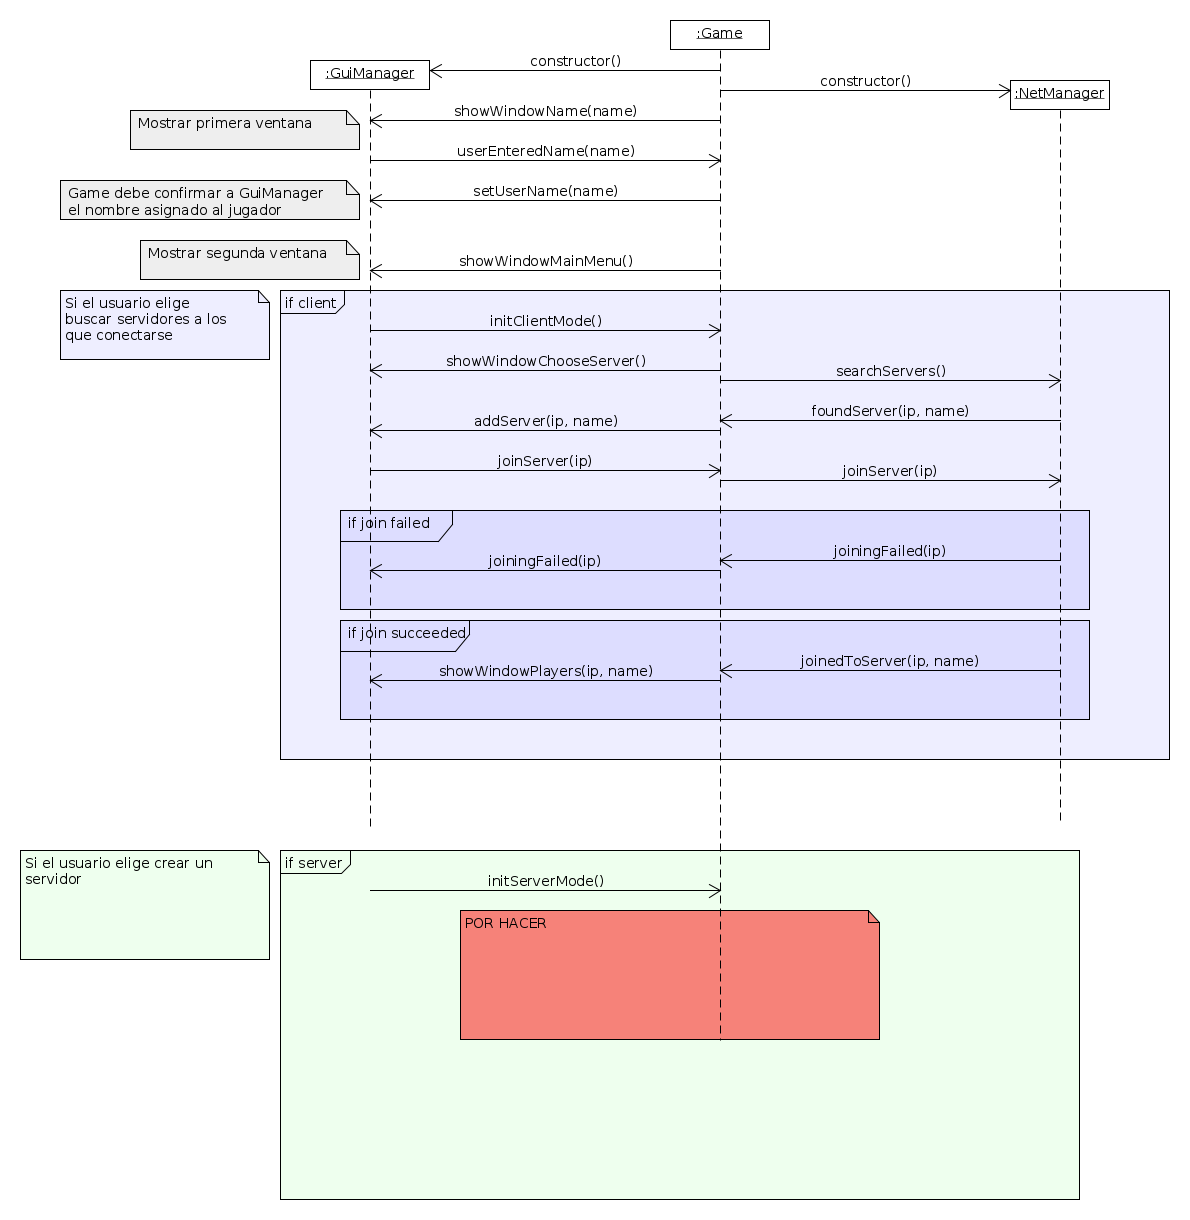 :Game
constructor()
:GuiManager
constructor()
:NetManager
showWindowName(name)
Mostrar primera ventana
userEnteredName(name)
Game debe confirmar a GuiManager
el nombre asignado al jugador
setUserName(name)
Mostrar segunda ventana
showWindowMainMenu()
Si el usuario elige
buscar servidores a los
que conectarse
if client
initClientMode()
showWindowChooseServer()
searchServers()
foundServer(ip, name)
addServer(ip, name)
joinServer(ip)
joinServer(ip)
if join failed
joiningFailed(ip)
joiningFailed(ip)
if join succeeded
joinedToServer(ip, name)
showWindowPlayers(ip, name)
Si el usuario elige crear un
servidor
if server
initServerMode()
POR HACER